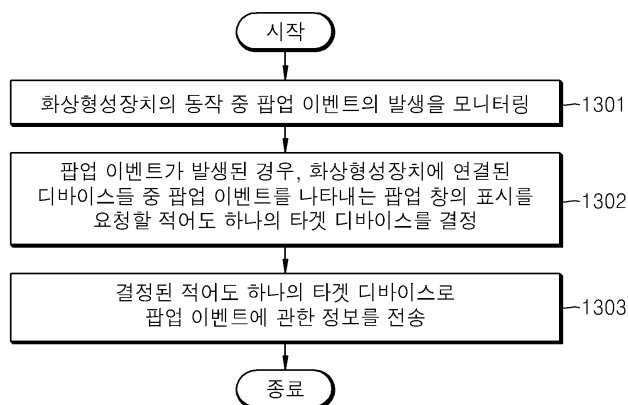 시작
화상형성장치의 동작 중 팝업 이벤트의 발생을 모니터링
1301
팝업 이벤트가 발생된 경우, 화상형성장치에 연결된
디바이스들 중 팝업 이벤트를 나타내는 팝업 창의 표시를
요청할 적어도 하나의 타겟 디바이스를 결정
1302
결정된 적어도 하나의 타겟 디바이스로
팝업 이벤트에 관한 정보를 전송
1303
종료